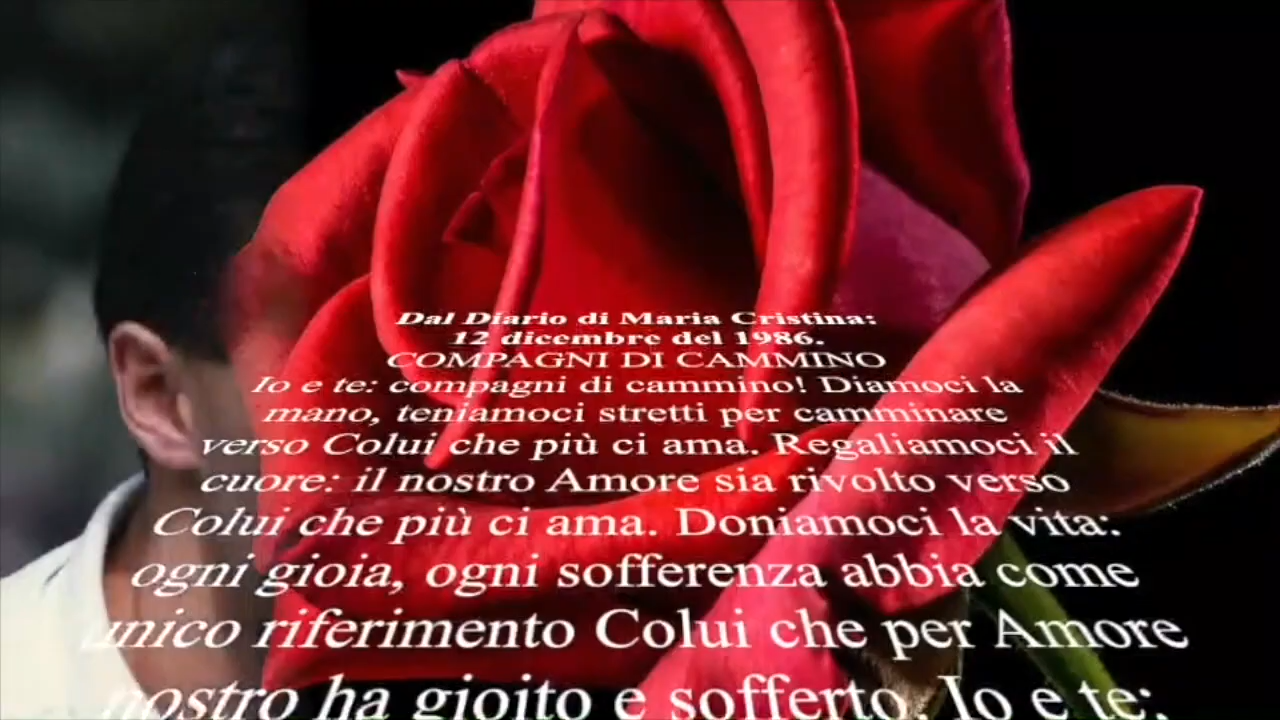 Dal Diario di Maria Cristina:
12 dicembre del 1986.
COMPAGNI DI CAMMINO
Io e te: compagni di cammino! Diamoci la
mano, teniamoci stretti per camminare
verso Colui che più ci ama. Regaliamoci il
cuore: il nostro Amore sia rivolto verso
Colui che più ci ama. Doniamoci la vita:
ogni gioia, ogni sofferenza abbia come
unico riferimento Colui che per Amore
nostro ha gioito e sofferto. Io e te: